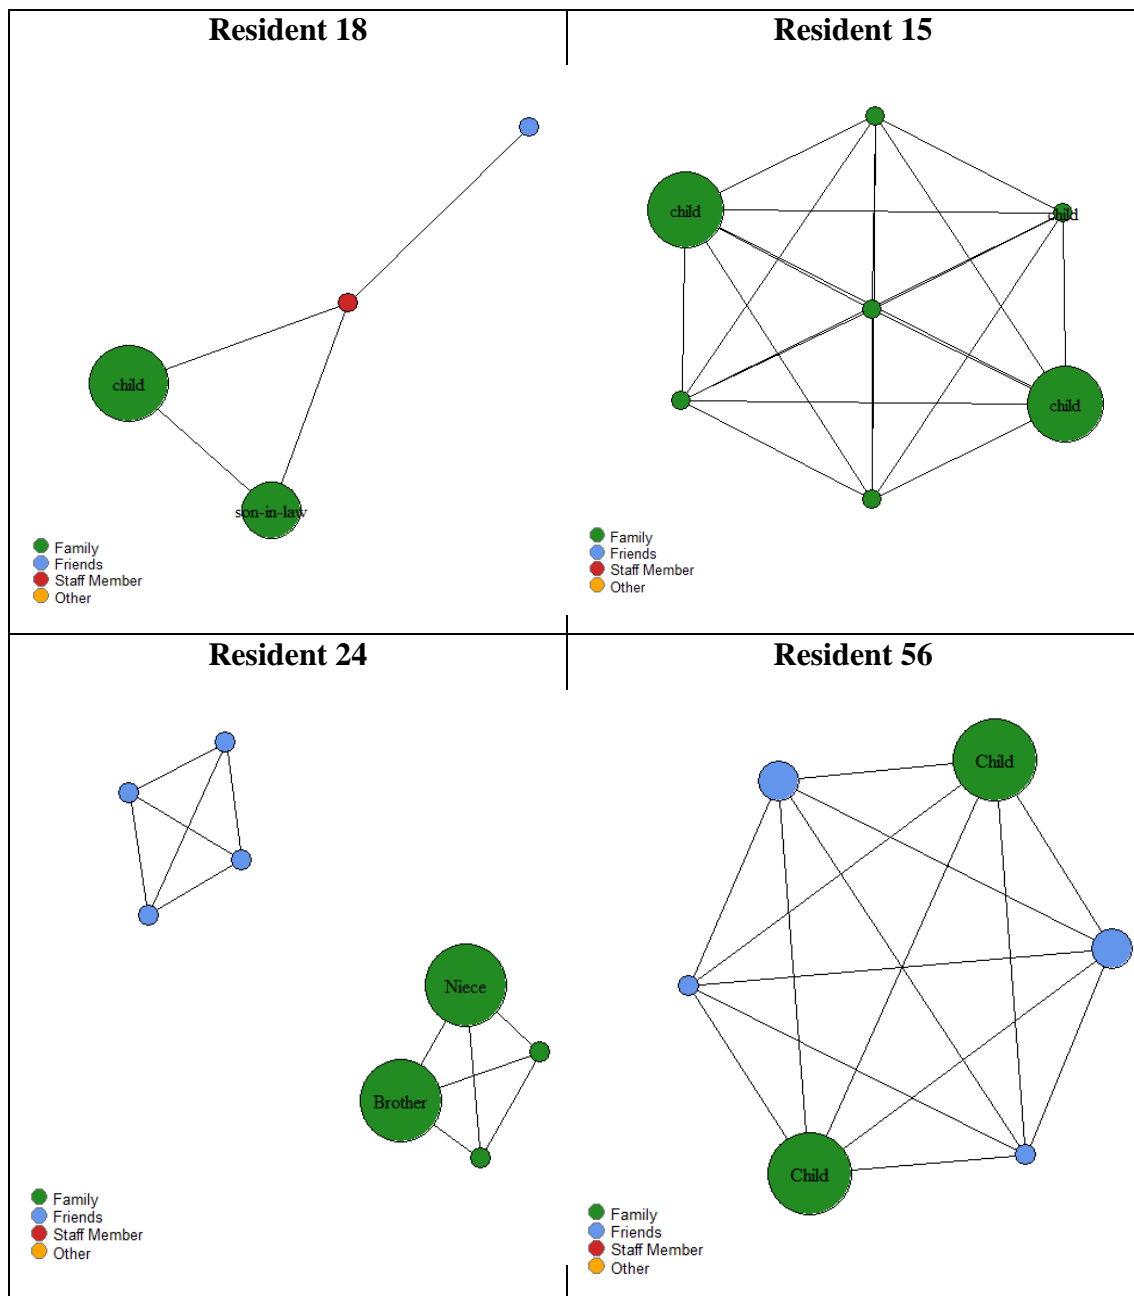 Resident 18
child
son-in-law
Family
Friends
Staff Member
Other
Resident 15
child
child
child
Family
Friends
Staff Member
Other
Resident 24
Niece
Brother
Family
Friends
Staff Member
Other
Resident 56
Child
Child
Family
Friends
Staff Member
Other